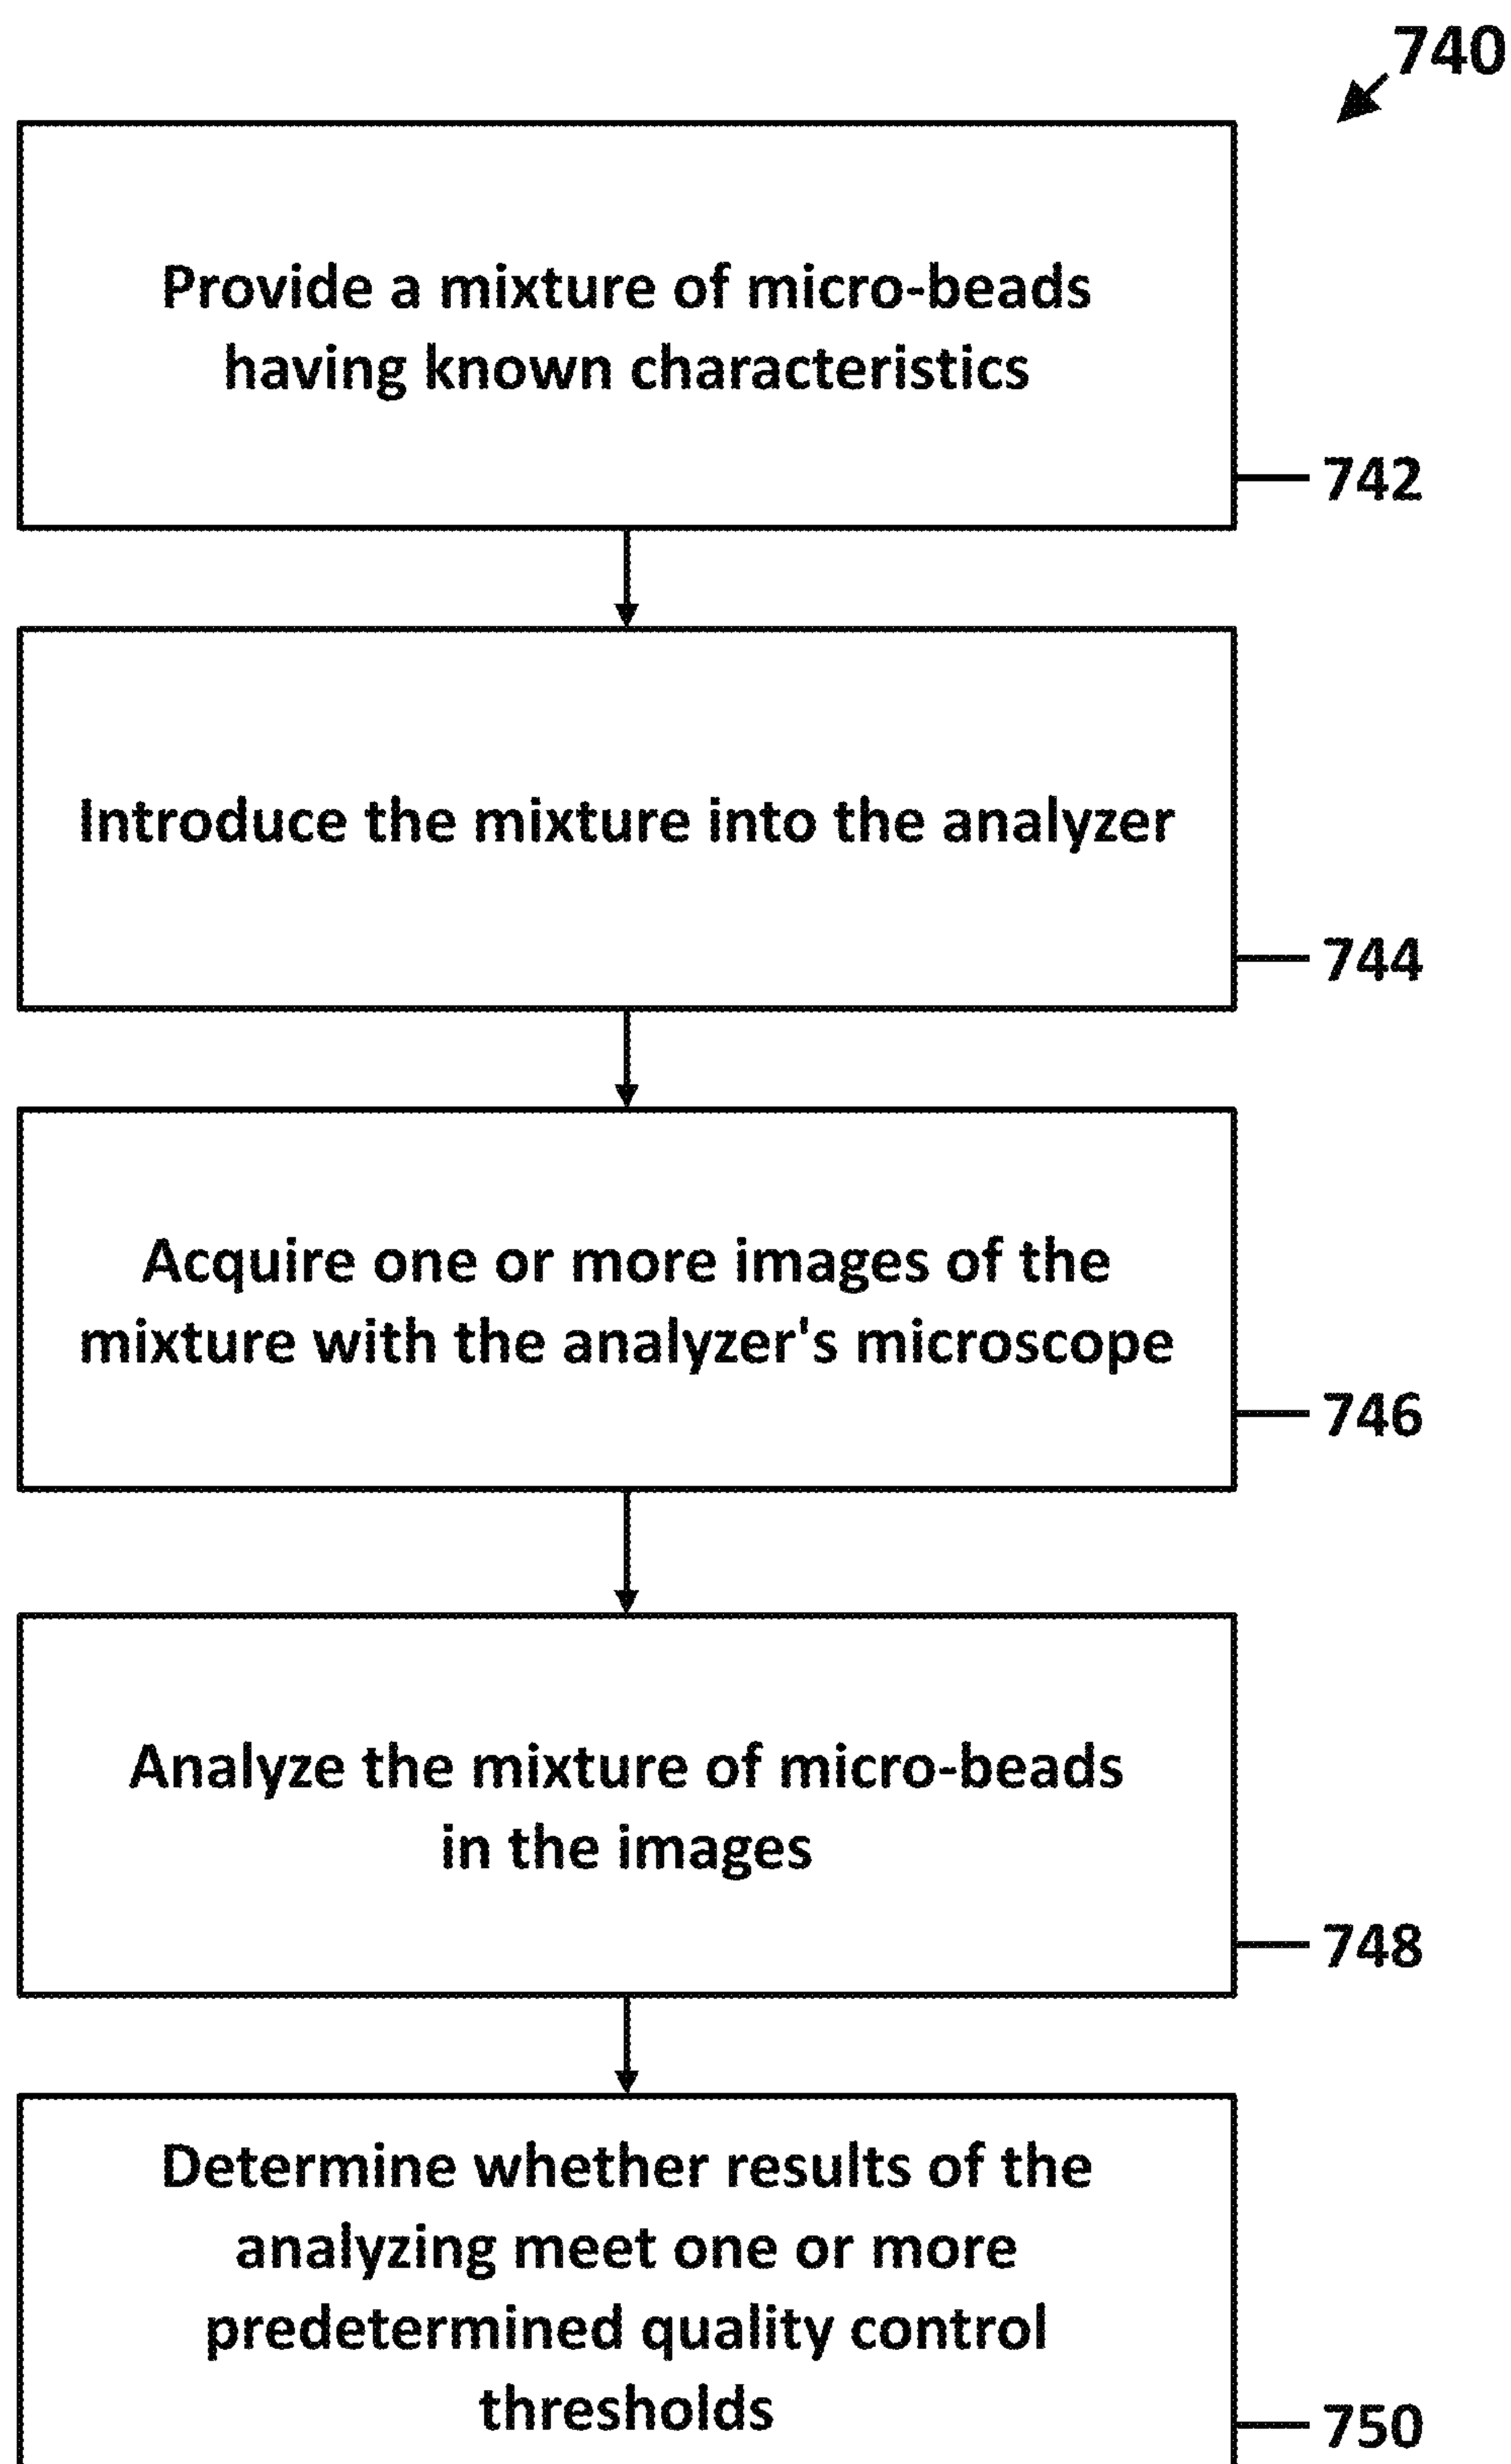 740
Provide a mixture of micro-beads
having known characteristics
742
Introduce the mixture into the analyzer
744
Acquire one or more images of the
mixture with the analyzer's microscope
746
Analyze the mixture of micro-beads
in the images
748
Determine whether results of the
analyzing meet one or more
predetermined quality control
thresholds
750